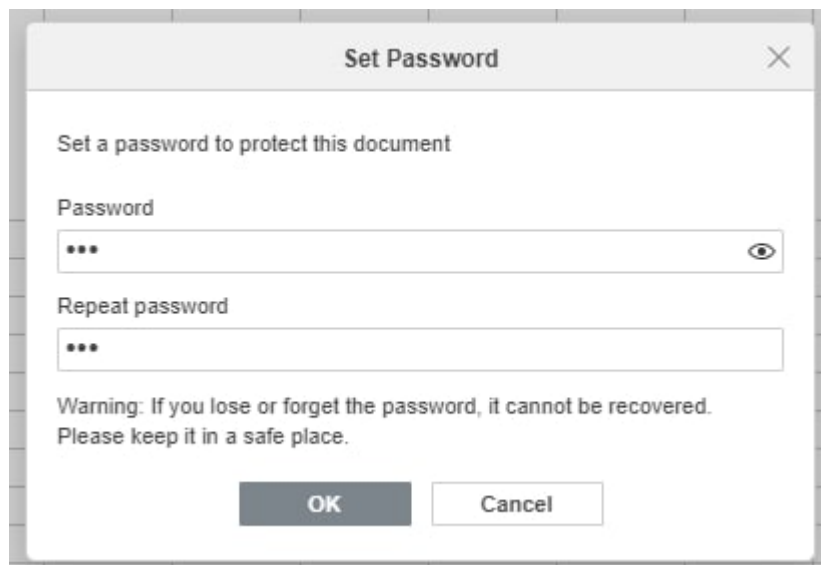 Set Password
Set a password to protect this document
Password
•••
Repeat password
•••
Warning: If you lose or forget the password, it cannot be recovered.
Please keep it in a safe place.
OK Cancel